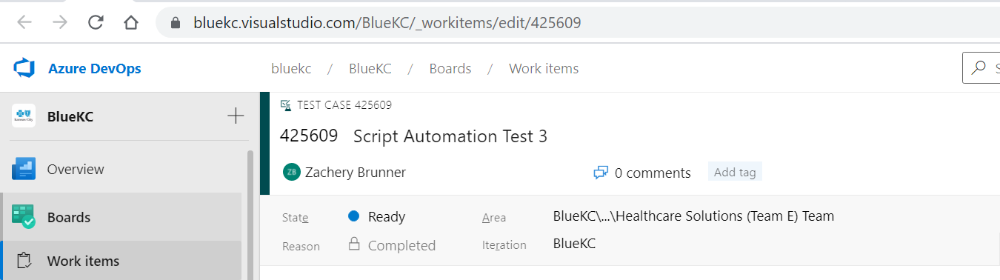 bluekc.visualstudio.com/BlueKC/_workitems/edit/425609
Azure DevOps
bluekc / BlueKC / Boards / Work items
S
BlueKC
TEST CASE 425609
425609 Script Automation Test 3
Overview
ZB Zachery Brunner 0 comments Add tag
Boards
State Ready Area BlueKC\...\Healthcare Solutions (Team E) Team
Reason Completed Iteration BlueKC
Work items